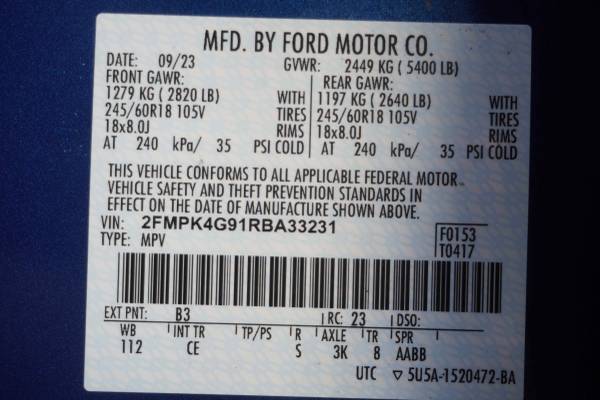 MFD. BY FORD MOTOR CO.
DATE: 09/23 GVWR: 2449 KG ( 5400 LB)
FRONT GAWR: REAR GAWR:
1279 KG ( 2820 LB) WITH 1197 KG ( 2640 LB) WITH
245/60R18 105V TIRES 245/60R18 105V TIRES
18x8.0J RIMS 18x8.0J RIMS
AT 240 kPa/ 35 PSI COLD AT 240 kPa/ 35 PSI COLD
THIS VEHICLE CONFORMS TO ALL APPLICABLE FEDERAL MOTOR
VEHICLE SAFETY AND THEFT PREVENTION STANDARDS IN
EFFECT ON THE DATE OF MANUFACTURE SHOWN ABOVE.
VIN: 2FMPK4G91RBA33231 F0153
TYPE: MPV T0417
EXT PNT: B3 RC: 23 DSO:
WB INT TR TP/PS R AXLE TR SPR
112 CE S 3K 8 AABB
UTC ▽ 5U5A-1520472-BA